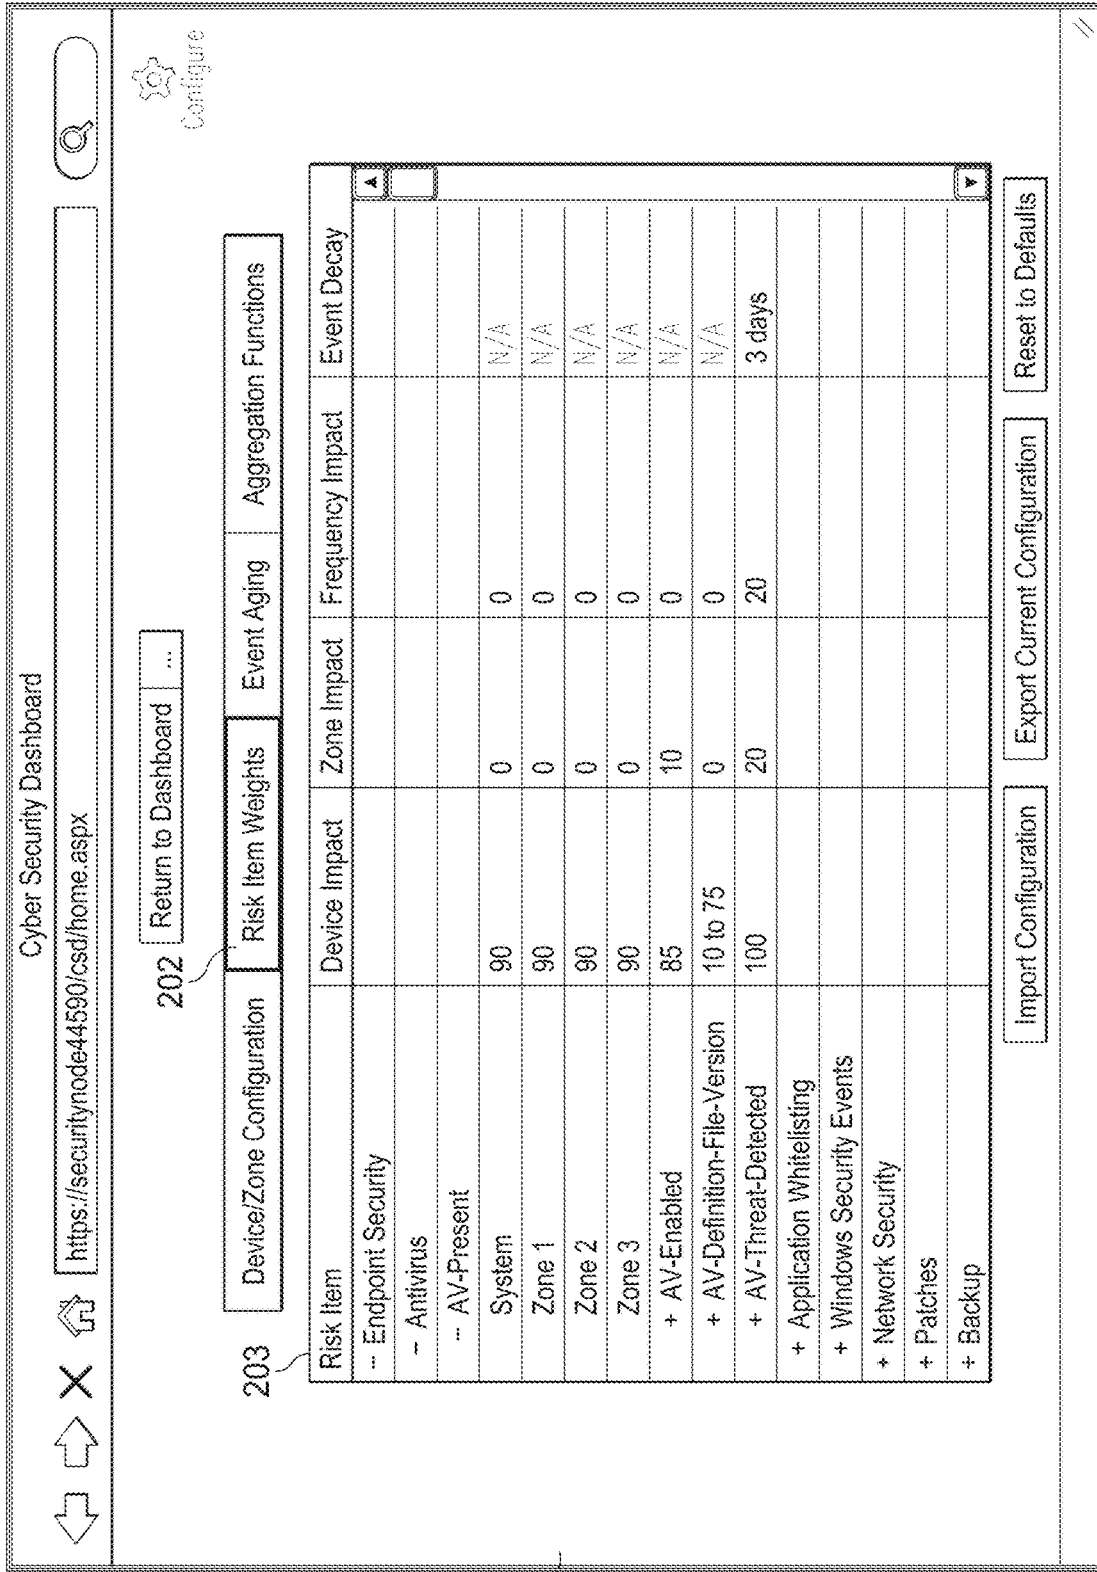 Cyber Security Dashboard
https://securitynode44590/csd/home.aspx
Configure
Return to Dashboard ...
202
Device/Zone Configuration Risk Item Weights Event Aging Aggregation Functions
203
Risk Item Device Impact Zone Impact Frequency Impact Event Decay
-- Endpoint Security
-- Antivirus
-- AV-Present
System 90 0 0 N/A
Zone 1 90 0 0 N/A
Zone 2 90 0 0 N/A
Zone 3 90 0 0 N/A
+ AV-Enabled 85 10 0 N/A
+ AV-Definition-File-Version 10 to 75 0 0 N/A
+ AV-Threat-Detected 100 20 20 3 days
+ Application Whitelisting
+ Windows Security Events
+ Network Security
+ Patches
+ Backup
Import Configuration Export Current Configuration Reset to Defaults